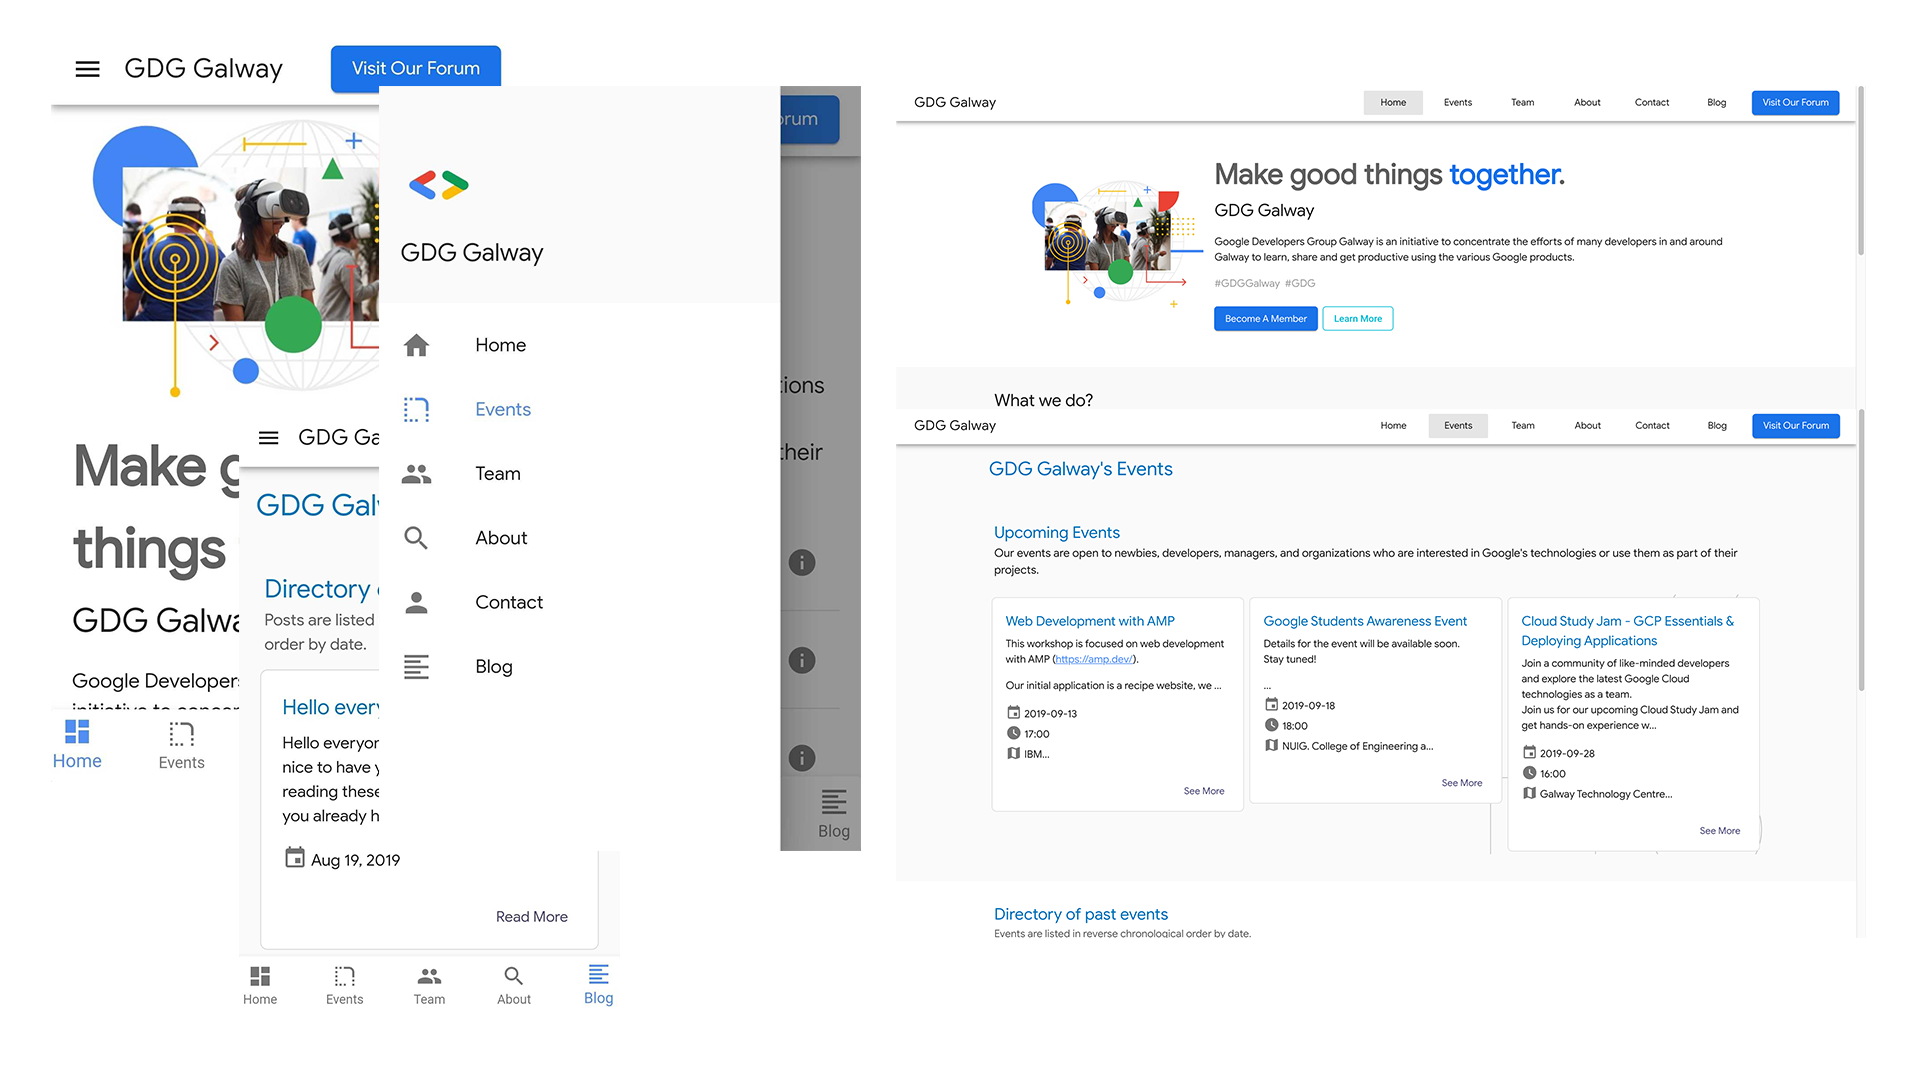 GDG Galway
Visit Our Forum
Make
things
GDG
Google
Home
Events
GDG
GDG
Directory
Posts are listed
order by date.
Hello
Hello
nice to have
reading these
you already
Aug 19, 2019
Read More
Home
Events
Team
About
Blog
GDG Galway
Home
Events
Team
About
Contact
Blog
Blog
GDG Galway
Home
Events
Team
About
Contact
Blog
Visit Our Forum
Make good things together.
GDG Galway
Google Developers Group Galway is an initiative to concentrate the efforts of many developers in and around
Galway to learn, share and get productive using the various Google products.
#GDGGalway #GDG
Become A Member
Learn More
What we do?
GDG Galway
Home
Events
Team
About
Contact
Blog
Visit Our Forum
GDG Galway's Events
Upcoming Events
Our events are open to newbies, developers, managers, and organizations who are interested in Google's technologies or use them as part of their
projects.
Web Development with AMP
This workshop is focused on web development
with AMP (https://amp.dev/).
Our initial application is a recipe website, we ...
2019-09-13
17:00
IBM...
See More
Google Students Awareness Event
Details for the event will be available soon.
Stay tuned!
...
2019-09-18
18:00
NUIG. College of Engineering a...
See More
Cloud Study Jam - GCP Essentials &
Deploying Applications
Join a community of like-minded developers
and explore the latest Google Cloud
technologies as a team.
Join us for our upcoming Cloud Study Jam and
get hands-on experience w...
2019-09-28
16:00
Galway Technology Centre...
See More
Directory of past events
Events are listed in reverse chronological order by date.